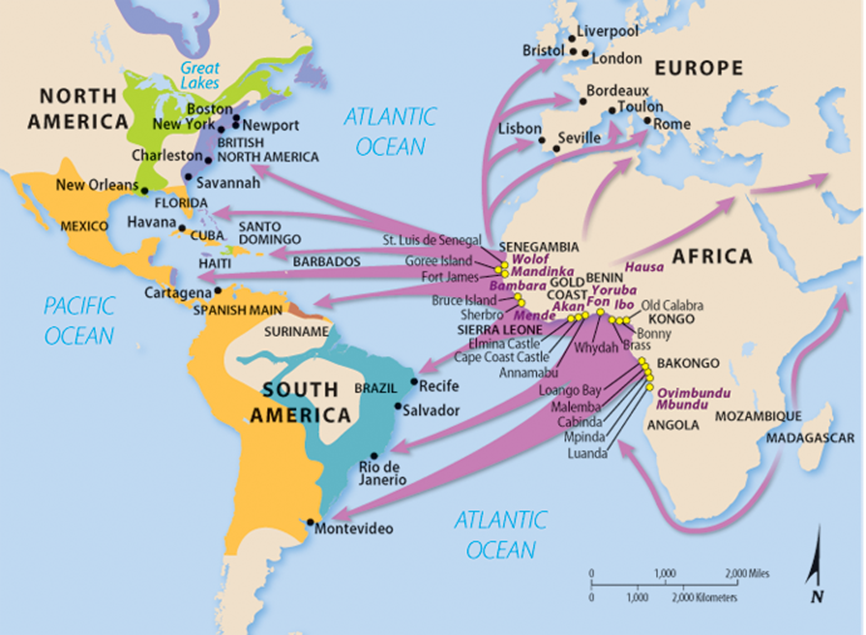 Great
Lakes
NORTH
AMERICA
Boston
New York
Newport
BRITISH
NORTH AMERICA
Charleston
Savannah
New Orleans
FLORIDA
MEXICO
Havana
CUBA
SANTO
DOMINGO
HAITI
BARBADOS
Cartagena
SPANISH MAIN
SURINAME
PACIFIC
OCEAN
ATLANTIC
OCEAN
SOUTH
AMERICA
BRAZIL
Recife
Salvador
Rio de
Janerio
Montevideo
Liverpool
Bristol
London
EUROPE
Bordeaux
Toulon
Rome
Lisbon
Seville
AFRICA
St. Luis de Senegal
SENEGAMBIA
Goree Island
Wolof
Fort James
Mandinka
Bambara
GOLD
COAST
BENIN
Hausa
Yoruba
Bruce Island
Akan
Fon
Ibo
Old Calabra
Sherbro
Mende
KONGO
SIERRA LEONE
Bonny
Elmina Castle
Whydah
Brass
Cape Coast Castle
Annamabu
BAKONGO
Loango Bay
Ovimbundu
Mbundu
Malemba
Cabinda
ANGOLA
Mpinda
Luanda
MOZAMBIQUE
MADAGASCAR
ATLANTIC
OCEAN
0 1,000 2,000 Miles
0 1,000 2,000 Kilometers
N